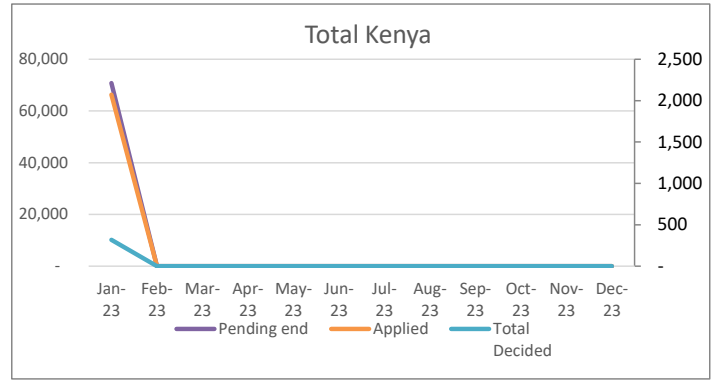 Total Kenya
80,000
60,000
40,000
20,000
-
2,500
2,000
1,500
1,000
500
-
Jan- Feb- Mar- Apr- May- Jun- Jul- Aug- Sep- Oct- Nov- Dec-
23 23 23 23 23 23 23 23 23 23 23 23
Pending end Applied Total
Decided